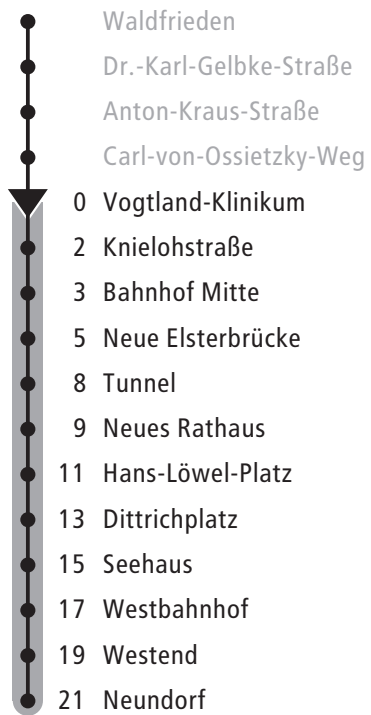 Waldfrieden
Dr.-Karl-Gelbke-Straße
Anton-Kraus-Straße
Carl-von-Ossietzky-Weg
0 Vogtland-Klinikum
2 Knielohstraße
3 Bahnhof Mitte
5 Neue Elsterbrücke
8 Tunnel
9 Neues Rathaus
11 Hans-Löwel-Platz
13 Dittrichplatz
15 Seehaus
17 Westbahnhof
19 Westend
21 Neundorf